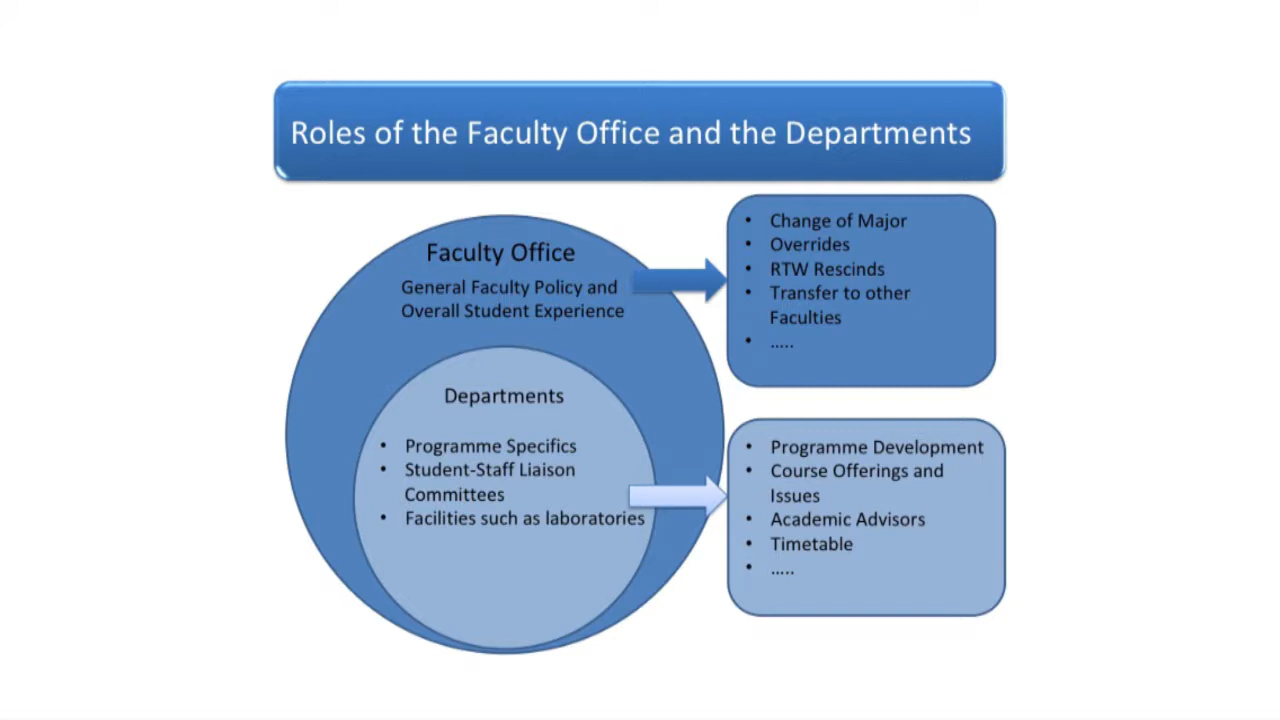 Roles of the Faculty Office and the Departments
Faculty Office
General Faculty Policy and
Overall Student Experience
• Change of Major
• Overrides
• RTW Rescinds
• Transfer to other
Faculties
• .....
Departments
• Programme Specifics
• Student-Staff Liaison
Committees
• Facilities such as laboratories
• Programme Development
• Course Offerings and
Issues
• Academic Advisors
• Timetable
• .....